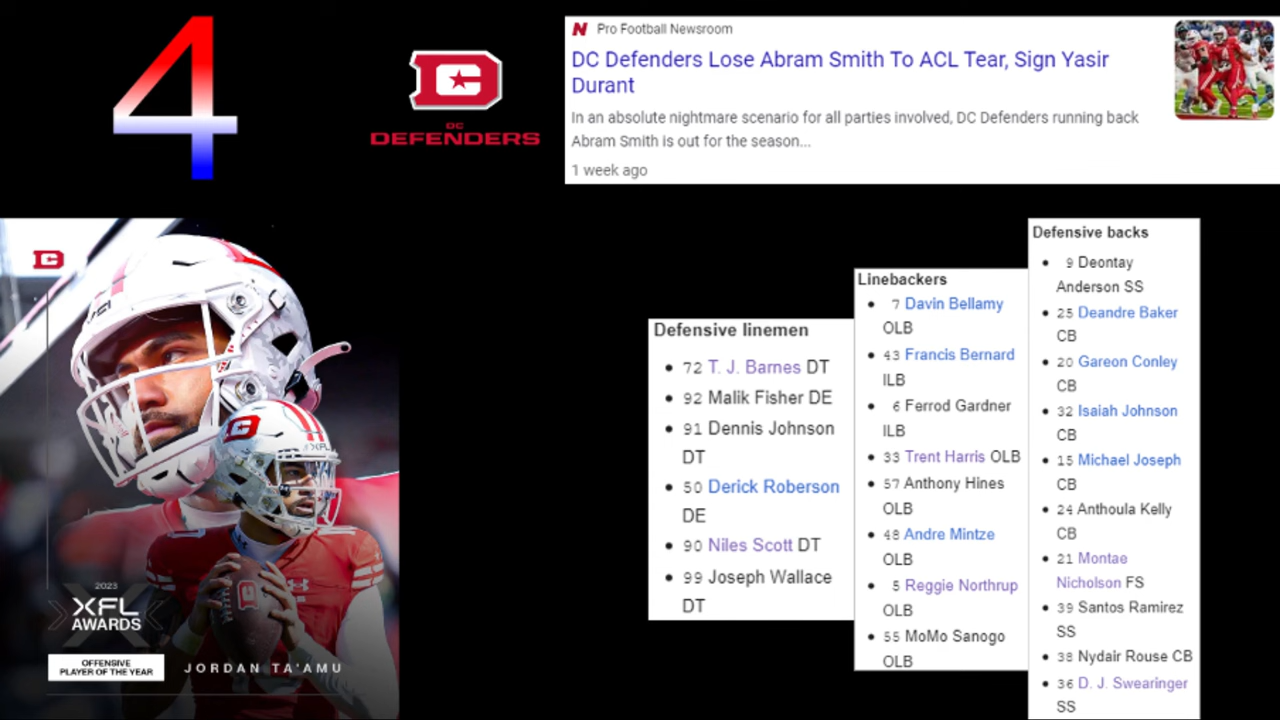 4
DC
DEFENDERS
Pro Football Newsroom
DC Defenders Lose Abram Smith To ACL Tear, Sign Yasir
Durant
In an absolute nightmare scenario for all parties involved, DC Defenders running back
Abram Smith is out for the season...
1 week ago
2023
XFL
AWARDS
OFFENSIVE
PLAYER OF THE YEAR
JORDAN TA'AMU
XFL
Defensive linemen
72 T. J. Barnes DT
92 Malik Fisher DE
91 Dennis Johnson
DT
50 Derick Roberson
DE
90 Niles Scott DT
99 Joseph Wallace
DT
Linebackers
7 Davin Bellamy
OLB
43 Francis Bernard
ILB
6 Ferrod Gardner
ILB
33 Trent Harris OLB
57 Anthony Hines
OLB
48 Andre Mintze
OLB
5 Reggie Northrup
OLB
55 MoMo Sanogo
OLB
Defensive backs
9 Deontay
Anderson SS
25 Deandre Baker
CB
20 Gareon Conley
CB
32 Isaiah Johnson
CB
15 Michael Joseph
CB
24 Anthoula Kelly
CB
21 Montae
Nicholson FS
39 Santos Ramirez
SS
38 Nydair Rouse CB
36 D. J. Swearinger
SS